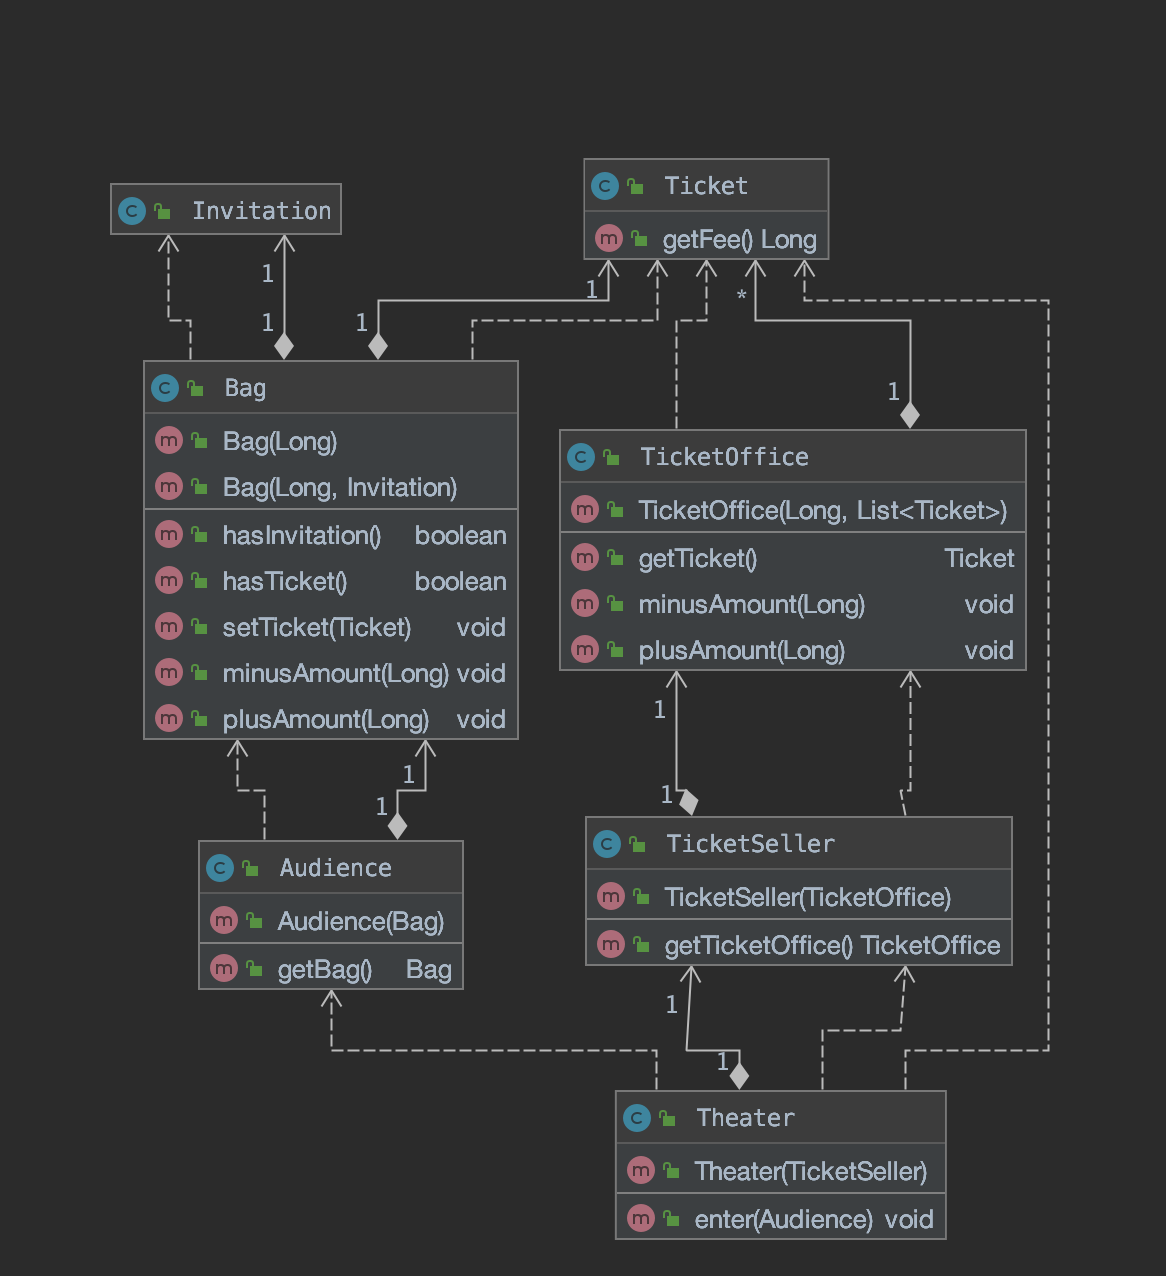 Invitation
Ticket
getFee() Long
1
1
1
1
*
1
Bag
Bag(Long)
Bag(Long, Invitation)
hasInvitation() boolean
hasTicket() boolean
setTicket(Ticket) void
minusAmount(Long) void
plusAmount(Long) void
TicketOffice
TicketOffice(Long, List<Ticket>)
getTicket() Ticket
minusAmount(Long) void
plusAmount(Long) void
1
1
1
1
Audience
Audience(Bag)
getBag() Bag
TicketSeller
TicketSeller(TicketOffice)
getTicketOffice() TicketOffice
1
1
Theater
Theater(TicketSeller)
enter(Audience) void